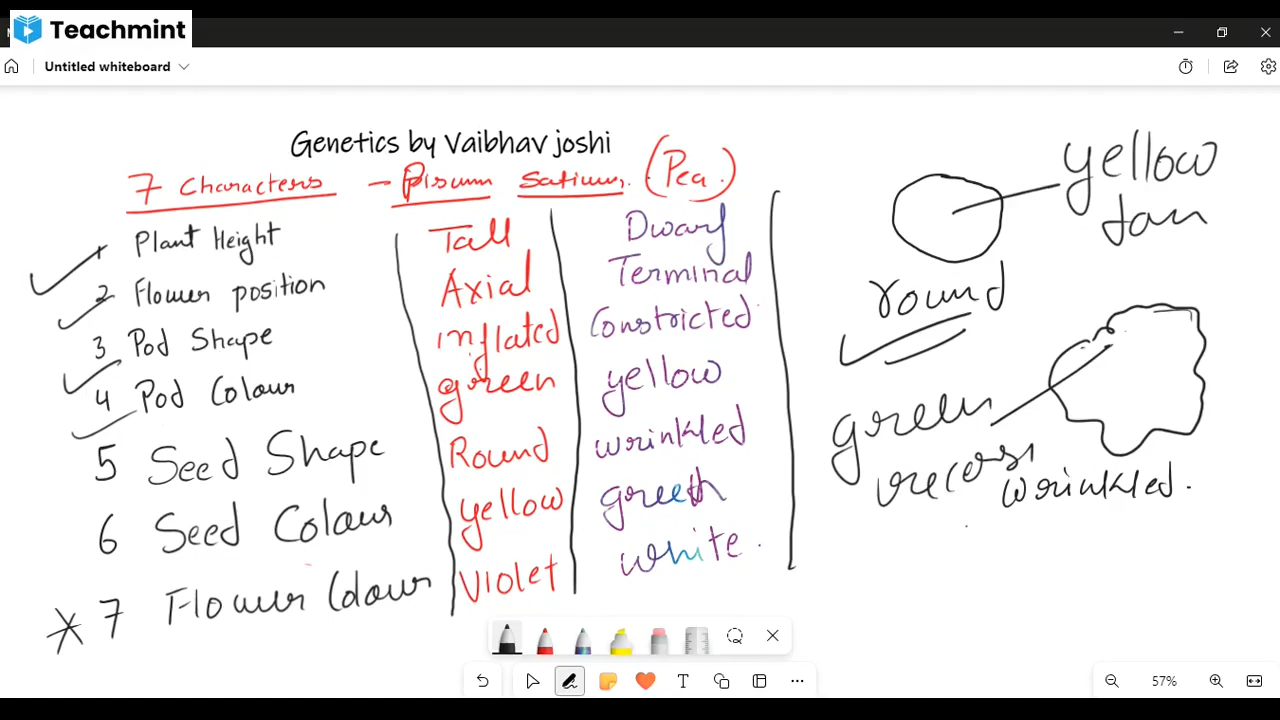 Teachmint
Untitled whiteboard
Genetics by Vaibhav joshi
7 Characters - Pisum Sativum. (Pea.)
1 Plant Height Tall Dwarf
2 Flower position Axial Terminal
3 Pod Shape inflated Constricted
4 Pod Colour green yellow
5 Seed Shape Round wrinkled
6 Seed Colour yellow green
* 7 Flower Colour Violet white.
yellow
round
green
wrinkled.
57%